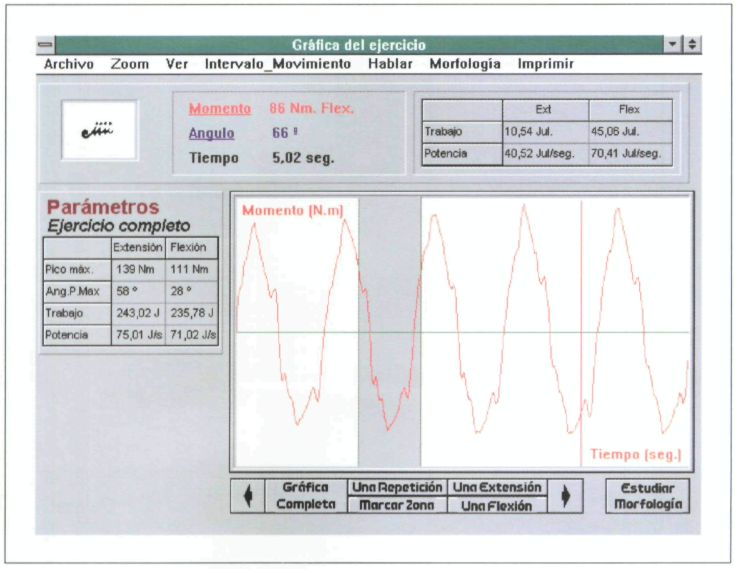 Gráfica del ejercicio
Archivo Zoom Ver Intervalo_Movimiento Hablar Morfología Imprimir
Momento 86 Nm. Flex.
Angulo 66 º
Tiempo 5,02 seg.
Ext Flex
Trabajo 10,54 Jul. 45,06 Jul.
Potencia 40,52 Jul/seg. 70,41 Jul/seg.
Parámetros
Ejercicio completo
Extensión Flexión
Pico máx. 139 Nm 111 Nm
Ang.P.Max 58 º 28 º
Trabajo 243,02 J 235,78 J
Potencia 75,01 J/s 71,02 J/s
Momento (N.m)
Tiempo (seg.)
Gráfica Completa
Una Repetición
Marcar Zona
Una Extensión
Una Flexión
Estudiar Morfología